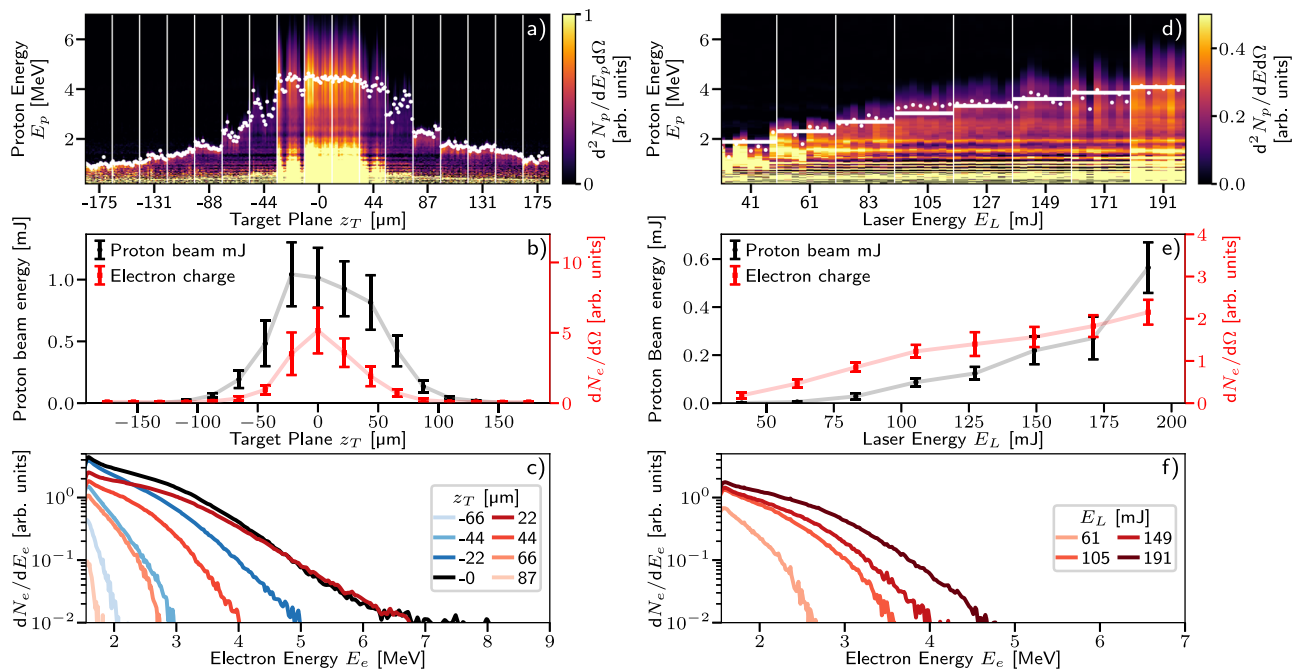 a)
Proton Energy
E_p [MeV]
6
4
2
-175
-131
-88
-44
0
44
87
131
175
Target Plane z_T [µm]
1
0
d²N_p/dE_pdΩ
[arb. units]
d)
Proton Energy
E_p [MeV]
6
4
2
41
61
83
105
127
149
171
191
Laser Energy E_L [mJ]
0.4
0.2
0.0
d²N_p/dEdΩ
[arb. units]
b)
Proton beam mJ
Electron charge
Proton beam energy [mJ]
1.0
0.5
0.0
−150
−100
−50
0
50
100
150
Target Plane z_T [µm]
10
5
0
dN_e/dΩ [arb. units]
e)
Proton beam mJ
Electron charge
Proton Beam energy [mJ]
0.6
0.4
0.2
0.0
50
75
100
125
150
175
200
Laser Energy E_L [mJ]
4
3
2
1
0
dN_e/dΩ [arb. units]
c)
dN_e/dE_e [arb. units]
10⁰
10⁻¹
10⁻²
z_T [µm]
-66 22
-44 44
-22 66
-0 87
2
3
4
5
6
7
8
9
Electron Energy E_e [MeV]
f)
dN_e/dE_e [arb. units]
10⁰
10⁻¹
10⁻²
E_L [mJ]
61 149
105 191
2
3
4
5
6
7
Electron Energy E_e [MeV]